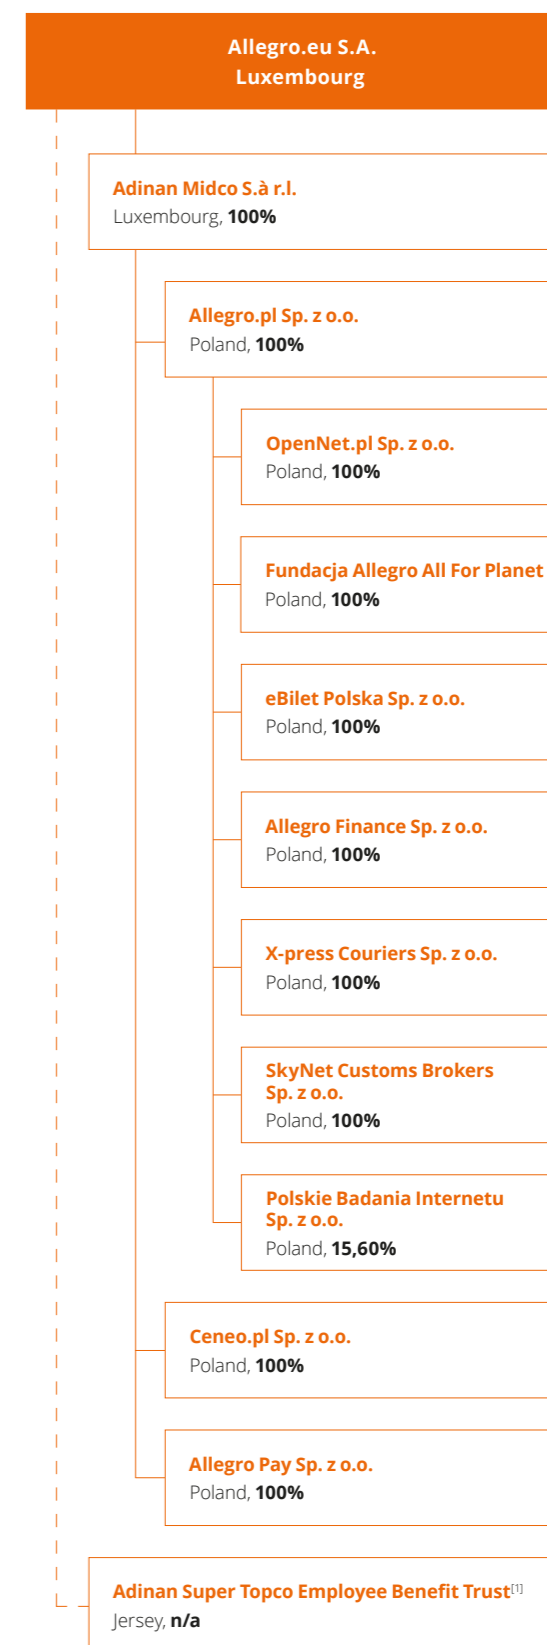 Allegro.eu S.A.
Luxembourg
Adinan Midco S.à r.l.
Luxembourg, 100%
Allegro.pl Sp. z o.o.
Poland, 100%
OpenNet.pl Sp. z o.o.
Poland, 100%
Fundacja Allegro All For Planet
Poland, 100%
eBilet Polska Sp. z o.o.
Poland, 100%
Allegro Finance Sp. z o.o.
Poland, 100%
X-press Couriers Sp. z o.o.
Poland, 100%
SkyNet Customs Brokers
Sp. z o.o.
Poland, 100%
Polskie Badania Internetu
Sp. z o.o.
Poland, 15,60%
Ceneo.pl Sp. z o.o.
Poland, 100%
Allegro Pay Sp. z o.o.
Poland, 100%
Adinan Super Topco Employee Benefit Trust[1]
Jersey, n/a